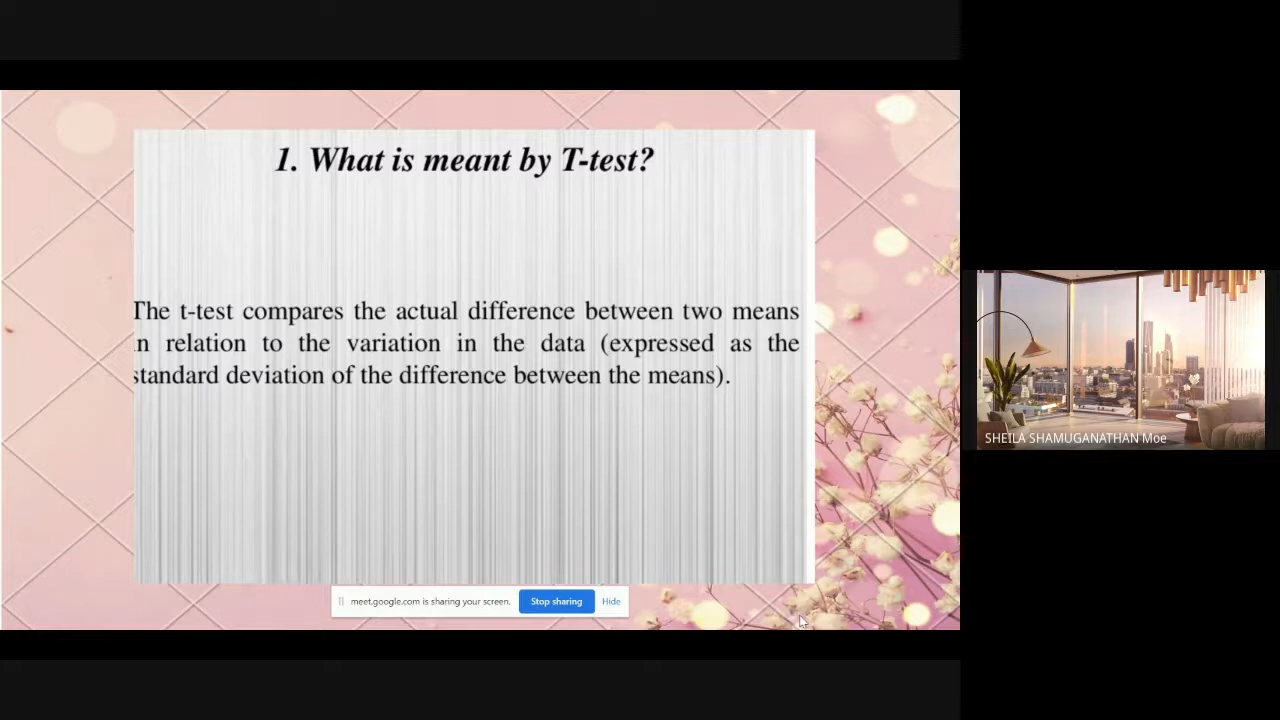 1. What is meant by T-test?
The t-test compares the actual difference between two means
in relation to the variation in the data (expressed as the
standard deviation of the difference between the means).
meet.google.com is sharing your screen. Stop sharing Hide
SHEILA SHAMUGANATHAN Moe